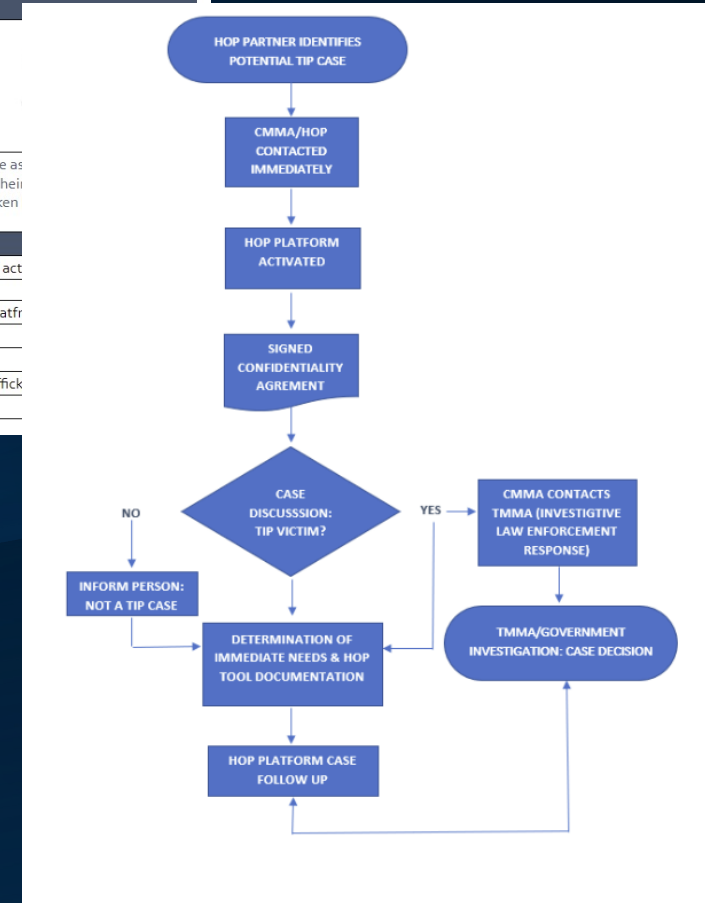 HOP PARTNER IDENTIFIES
POTENTIAL TIP CASE
CMMA/HOP
CONTACTED
IMMEDIATELY
HOP PLATFORM
ACTIVATED
SIGNED
CONFIDENTIALITY
AGREMENT
CASE
DISCUSSSION:
TIP VICTIM?
NO
YES
CMMA CONTACTS
TMMA (INVESTIGTIVE
LAW ENFORCEMENT
RESPONSE)
INFORM PERSON:
NOT A TIP CASE
DETERMINATION OF
IMMEDIATE NEEDS & HOP
TOOL DOCUMENTATION
TMMA/GOVERNMENT
INVESTIGATION: CASE DECISION
HOP PLATFORM CASE
FOLLOW UP